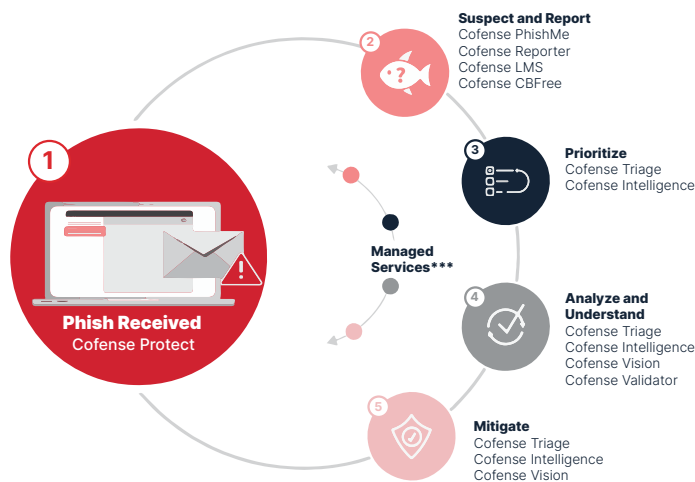 1
Phish Received
Cofense Protect
2
?
Suspect and Report
Cofense PhishMe
Cofense Reporter
Cofense LMS
Cofense CBFree
3
Prioritize
Cofense Triage
Cofense Intelligence
Managed
Services***
4
Analyze and
Understand
Cofense Triage
Cofense Intelligence
Cofense Vision
Cofense Validator
5
Mitigate
Cofense Triage
Cofense Intelligence
Cofense Vision